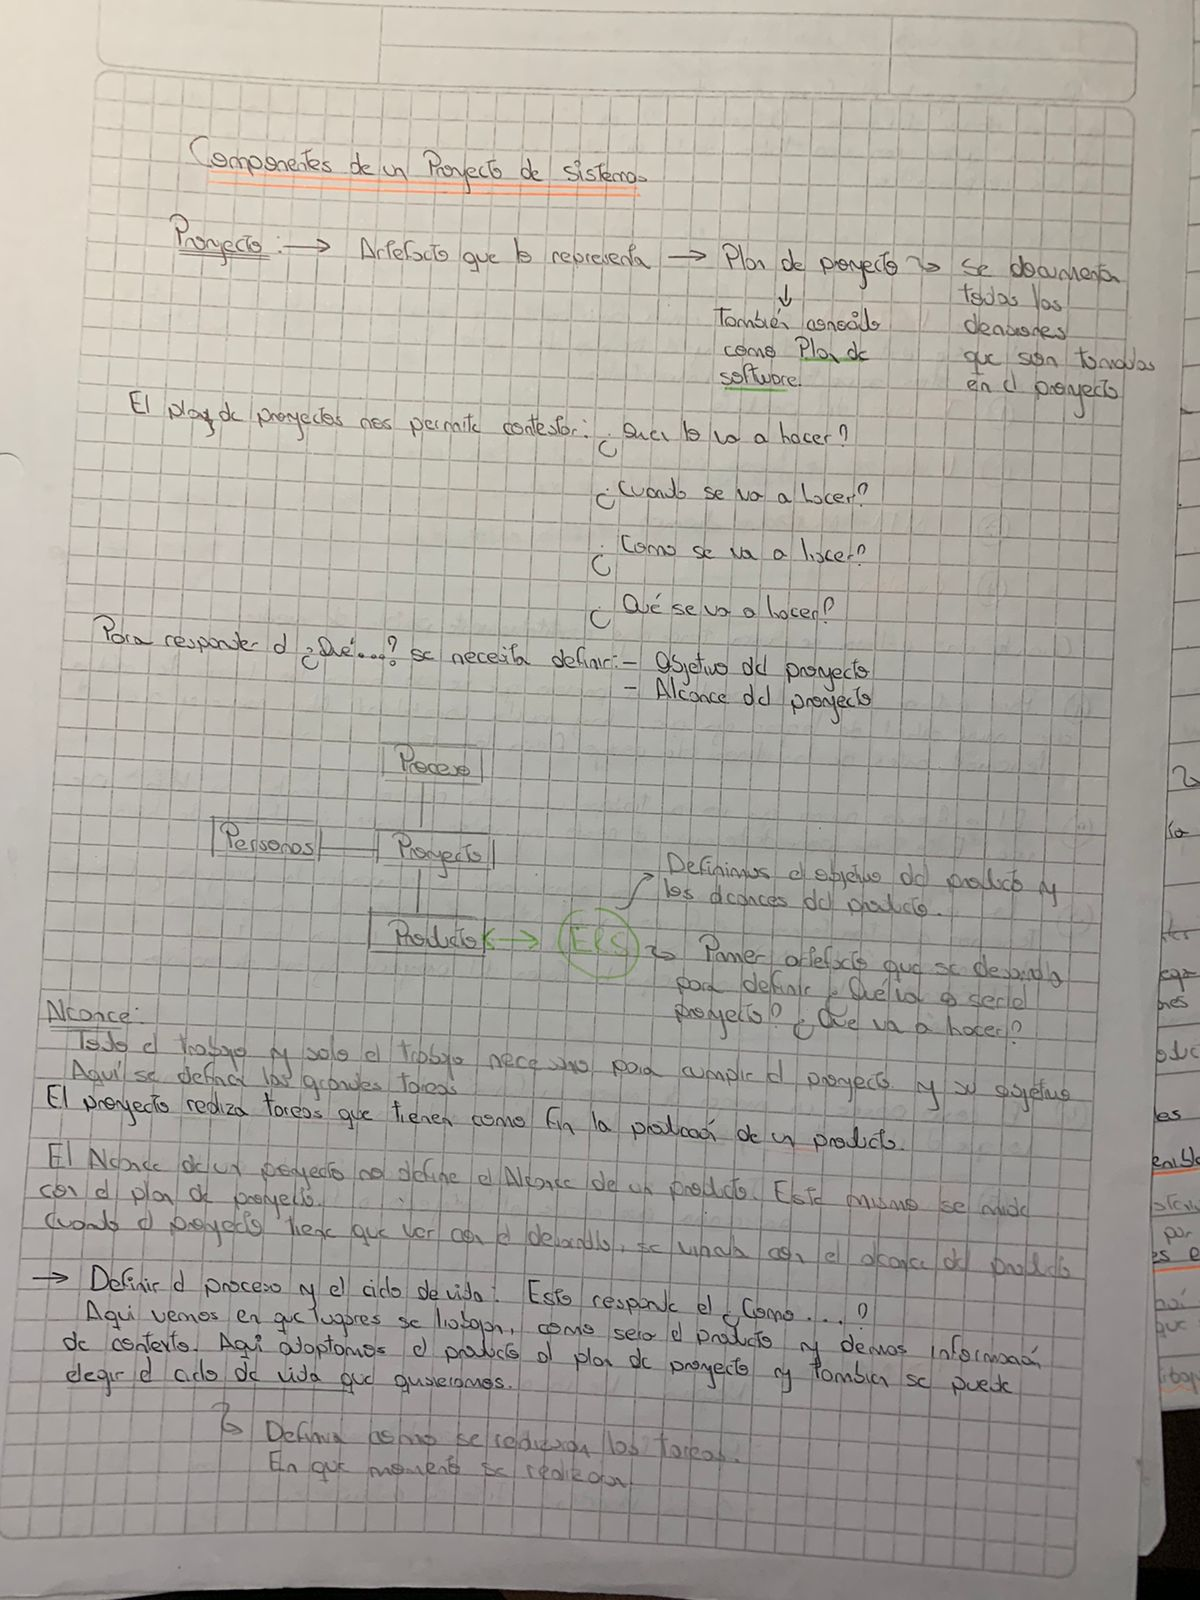 Componentes de un Proyecto de sistemas
Proyecto: → Artefacto que lo representa → Plan de proyecto ↝ se documenta
todas las
↓
También conocido
como Plan de
software.
decisiones
que son tomadas
en el proyecto
El plan de proyectos nos permite contestar: ¿Quien lo va a hacer?
¿Cuando se va a hacer?
¿Como se va a hacer?
¿Qué se va a hacer?
Para responder el ¿Qué....? se necesita definir: - Objetivo del proyecto
- Alcance del proyecto
Proceso
Personas
Proyecto
Definimos el objetivo del producto y
los alcances del producto.
Producto ↔ ERS ↝ Primer artefacto que se desarrolla
para definir ¿Qué va a ser el
proyecto? ¿Que va a hacer?
Alcance:
Todo el trabajo y solo el trabajo necesario para cumplir el proyecto y su objetivo
Aquí se definen las grandes tareas
El proyecto realiza tareas que tienen como fin la producción de un producto.
El Alcance de un proyecto no define el Alcance de un producto. Este mismo se mide
con el plan de proyecto.
Cuando el proyecto tiene que ver con el desarrollo, se vincula con el alcance del producto
→ Definir el proceso y el ciclo de vida: Esto responde el ¿Como....?
Aqui vemos en que lugares se trabajan, como sera el producto y demos información
de contexto. Aquí adaptamos el producto al plan de proyecto y tambien se puede
elegir el ciclo de vida que quisieramos.
↳ Definir como se realizaran las tareas.
En que momento se realizan